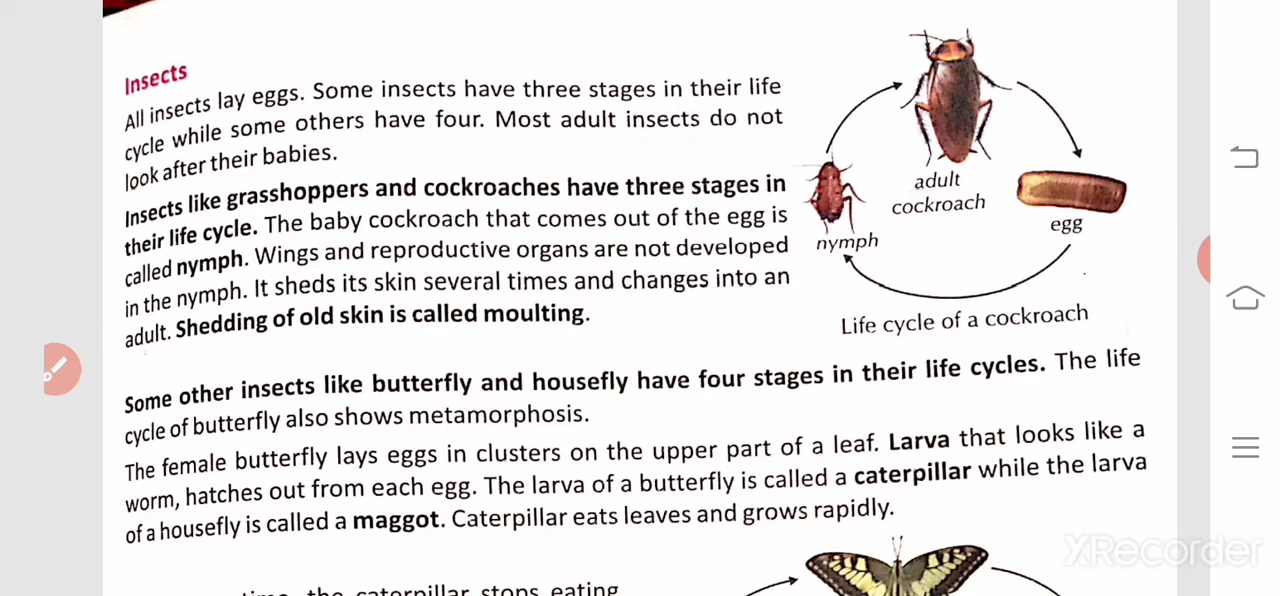 Insects
All insects lay eggs. Some insects have three stages in their life
cycle while some others have four. Most adult insects do not
look after their babies.
Insects like grasshoppers and cockroaches have three stages in
their life cycle. The baby cockroach that comes out of the egg is
called nymph. Wings and reproductive organs are not developed
in the nymph. It sheds its skin several times and changes into an
adult. Shedding of old skin is called moulting.
adult
cockroach
egg
nymph
Life cycle of a cockroach
Some other insects like butterfly and housefly have four stages in their life cycles. The life
cycle of butterfly also shows metamorphosis.
The female butterfly lays eggs in clusters on the upper part of a leaf. Larva that looks like a
worm, hatches out from each egg. The larva of a butterfly is called a caterpillar while the larva
of a housefly is called a maggot. Caterpillar eats leaves and grows rapidly.
time, the caterpillar stops eating
XRecorder